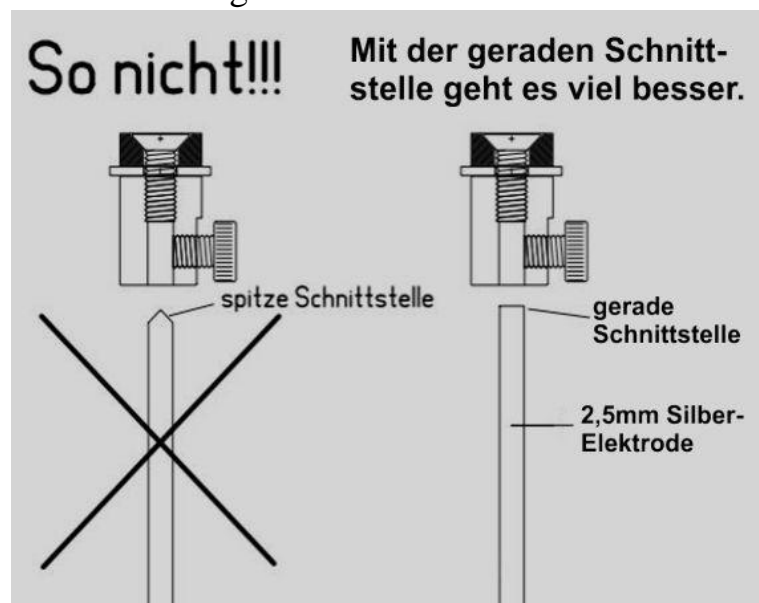 So nicht!!!
Mit der geraden Schnitt-
stelle geht es viel besser.
spitze Schnittstelle
gerade
Schnittstelle
2,5mm Silber-
Elektrode